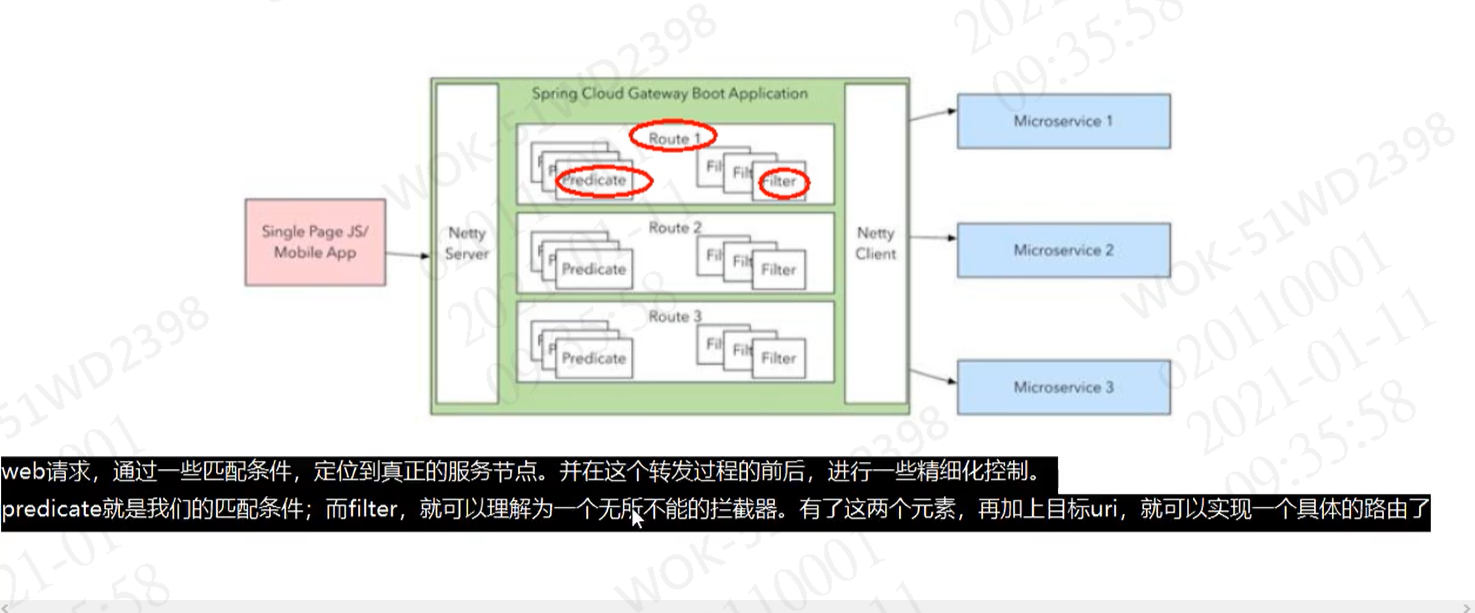 Spring Cloud Gateway Boot Application
Route 1
Predicate
Fil
Filt
Filter
Microservice 1
Single Page JS/
Mobile App
Netty
Server
Route 2
Predicate
Fil
Filt
Filter
Netty
Client
Microservice 2
Route 3
Predicate
Fil
Filt
Filter
Microservice 3
web请求，通过一些匹配条件，定位到真正的服务节点。并在这个转发过程的前后，进行一些精细化控制。
predicate就是我们的匹配条件；而filter，就可以理解为一个无所不能的拦截器。有了这两个元素，再加上目标uri，就可以实现一个具体的路由了
WOK-51WD2398
020110001
2021-01-11
09:35:58